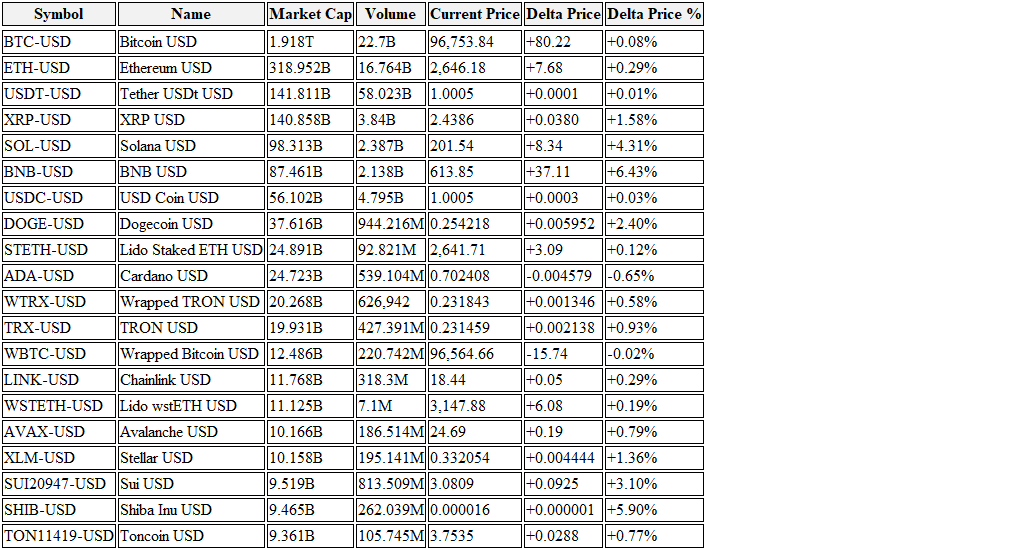 Symbol Name Market Cap Volume Current Price Delta Price Delta Price %
BTC-USD Bitcoin USD 1.918T 22.7B 96,753.84 +80.22 +0.08%
ETH-USD Ethereum USD 318.952B 16.764B 2,646.18 +7.68 +0.29%
USDT-USD Tether USDt USD 141.811B 58.023B 1.0005 +0.0001 +0.01%
XRP-USD XRP USD 140.858B 3.84B 2.4386 +0.0380 +1.58%
SOL-USD Solana USD 98.313B 2.387B 201.54 +8.34 +4.31%
BNB-USD BNB USD 87.461B 2.138B 613.85 +37.11 +6.43%
USDC-USD USD Coin USD 56.102B 4.795B 1.0005 +0.0003 +0.03%
DOGE-USD Dogecoin USD 37.616B 944.216M 0.254218 +0.005952 +2.40%
STETH-USD Lido Staked ETH USD 24.891B 92.821M 2,641.71 +3.09 +0.12%
ADA-USD Cardano USD 24.723B 539.104M 0.702408 -0.004579 -0.65%
WTRX-USD Wrapped TRON USD 20.268B 626,942 0.231843 +0.001346 +0.58%
TRX-USD TRON USD 19.931B 427.391M 0.231459 +0.002138 +0.93%
WBTC-USD Wrapped Bitcoin USD 12.486B 220.742M 96,564.66 -15.74 -0.02%
LINK-USD Chainlink USD 11.768B 318.3M 18.44 +0.05 +0.29%
WSTETH-USD Lido wstETH USD 11.125B 7.1M 3,147.88 +6.08 +0.19%
AVAX-USD Avalanche USD 10.166B 186.514M 24.69 +0.19 +0.79%
XLM-USD Stellar USD 10.158B 195.141M 0.332054 +0.004444 +1.36%
SUI20947-USD Sui USD 9.519B 813.509M 3.0809 +0.0925 +3.10%
SHIB-USD Shiba Inu USD 9.465B 262.039M 0.000016 +0.000001 +5.90%
TON11419-USD Toncoin USD 9.361B 105.745M 3.7535 +0.0288 +0.77%